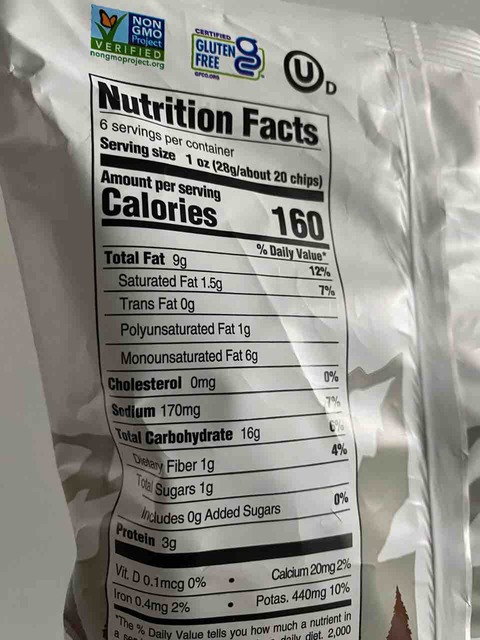 NON
GMO
Project
VERIFIED
nongmoproject.org
CERTIFIED
GLUTEN
FREE
GFCO.ORG
U D
Nutrition Facts
6 servings per container
Serving size 1 oz (28g/about 20 chips)
Amount per serving
Calories 160
% Daily Value*
Total Fat 9g 12%
Saturated Fat 1.5g 7%
Trans Fat 0g
Polyunsaturated Fat 1g
Monounsaturated Fat 6g
Cholesterol 0mg 0%
Sodium 170mg 7%
Total Carbohydrate 16g 6%
Dietary Fiber 1g 4%
Total Sugars 1g
Includes 0g Added Sugars 0%
Protein 3g
Vit. D 0.1mcg 0% • Calcium 20mg 2%
Iron 0.4mg 2% • Potas. 440mg 10%
*The % Daily Value tells you how much a nutrient in
daily diet. 2,000